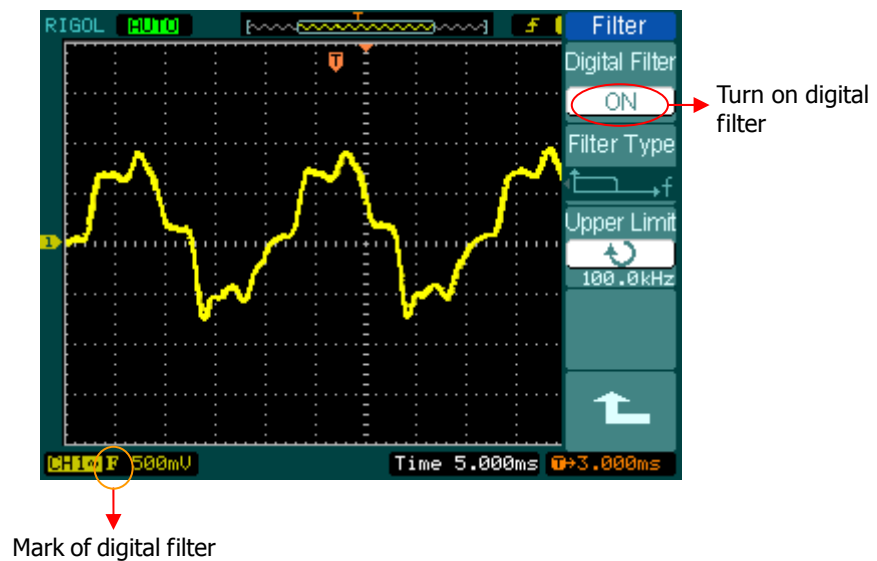 RIGOL AUTO
T
T
Filter
Digital Filter
ON
Turn on digital
filter
Filter Type
f
Upper Limit
100.0kHz
1
CH1 F 500mV
Time 5.000ms
T→3.000ms
Mark of digital filter